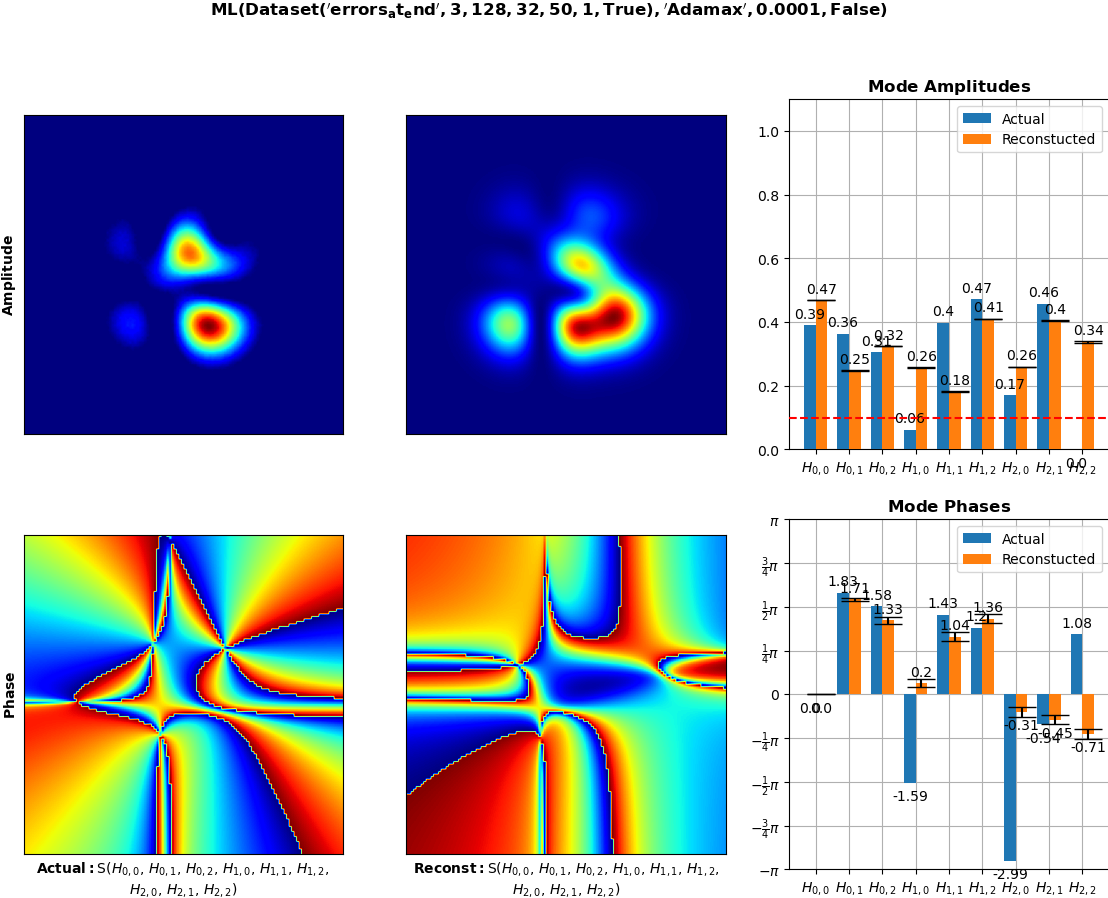 ML(Dataset('errors_at_end', 3, 128, 32, 50, 1, True), 'Adamax', 0.0001, False)
Amplitude
Mode Amplitudes
Actual
Reconstucted
1.0
0.8
0.6
0.4
0.2
0.0
0.39 0.47 0.36 0.25 0.31 0.32 0.06 0.26 0.4 0.18 0.47 0.41 0.17 0.26 0.46 0.4 0.0 0.34
H0,0 H0,1 H0,2 H1,0 H1,1 H1,2 H2,0 H2,1 H2,2
Phase
Mode Phases
Actual
Reconstucted
π
3/4π
1/2π
1/4π
0
−1/4π
−1/2π
−3/4π
−π
0.0 0.0 1.83 1.71 1.58 1.33 -1.59 0.2 1.43 1.04 1.2 1.36 -2.99 -0.31 -0.54 -0.45 1.08 -0.71
H0,0 H0,1 H0,2 H1,0 H1,1 H1,2 H2,0 H2,1 H2,2
Actual: S(H0,0, H0,1, H0,2, H1,0, H1,1, H1,2,
H2,0, H2,1, H2,2)
Reconst: S(H0,0, H0,1, H0,2, H1,0, H1,1, H1,2,
H2,0, H2,1, H2,2)